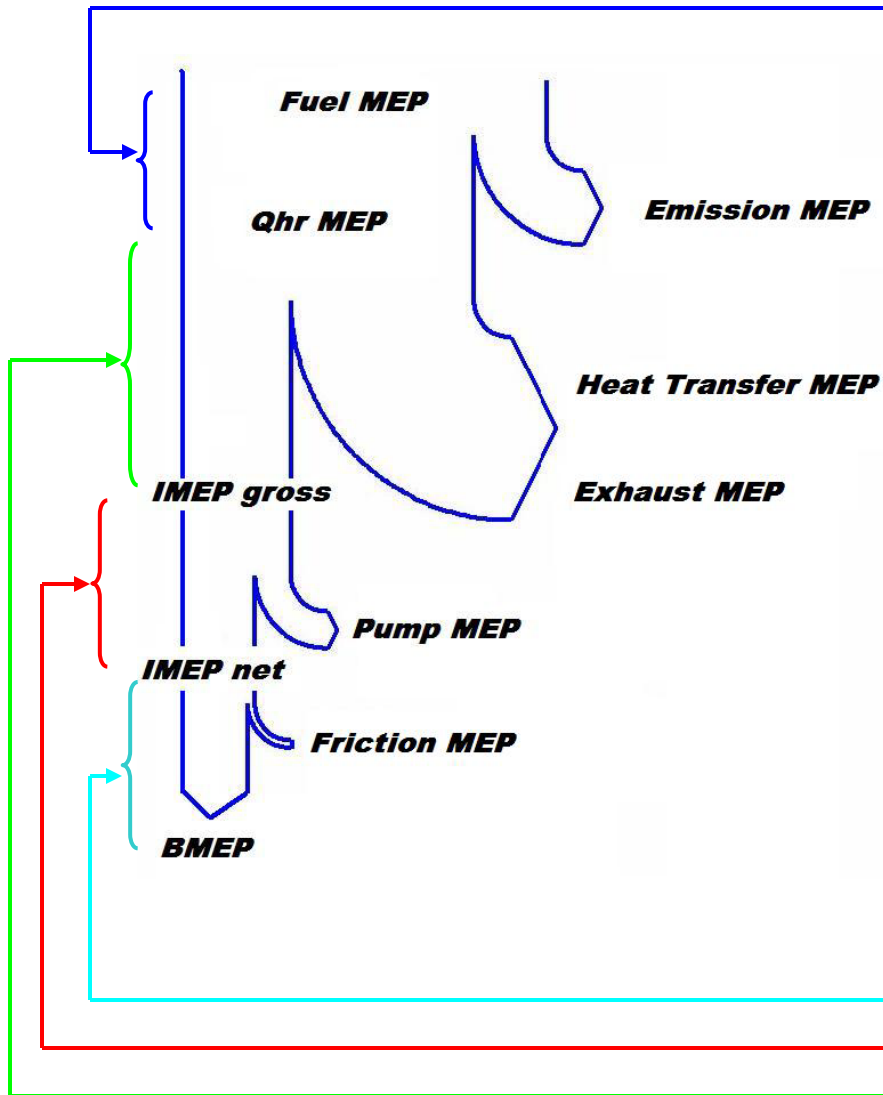 Fuel MEP
Emission MEP
Qhr MEP
Heat Transfer MEP
IMEP gross
Exhaust MEP
Pump MEP
IMEP net
Friction MEP
BMEP